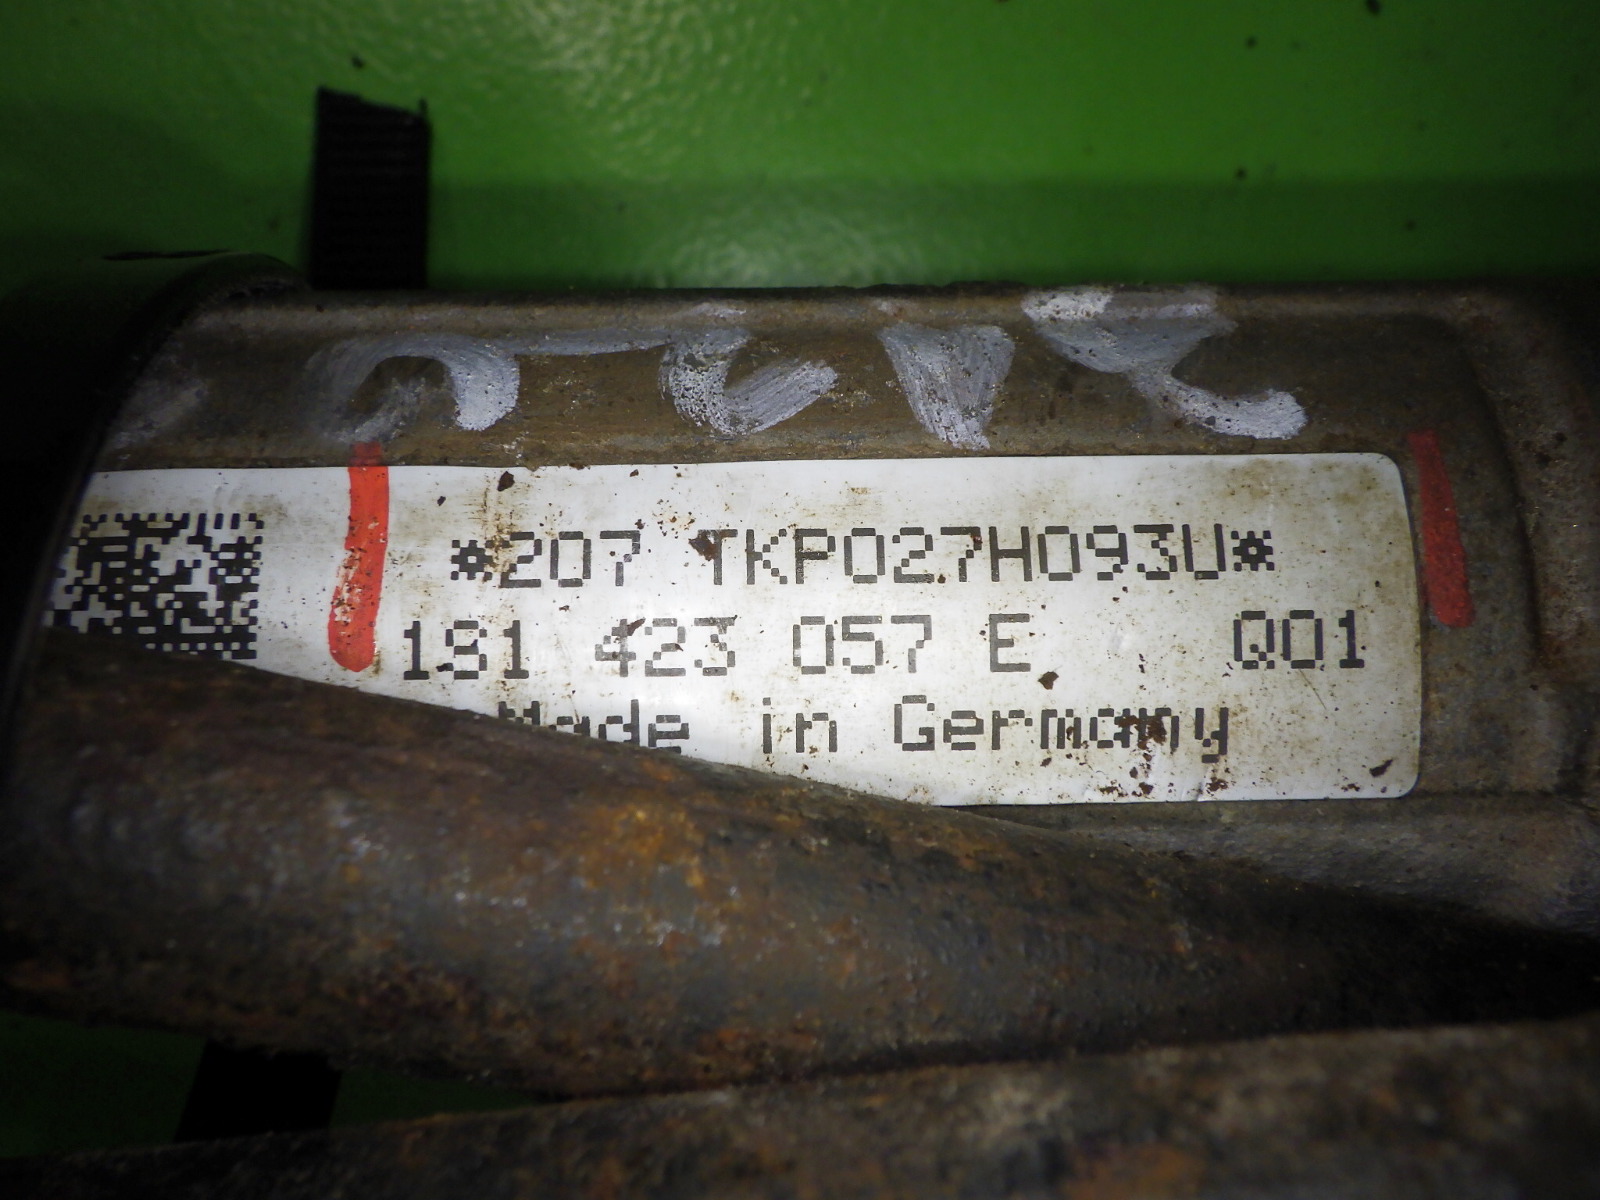 *207 TKP027H093U*
1S1 423 057 E Q01
Made in Germany